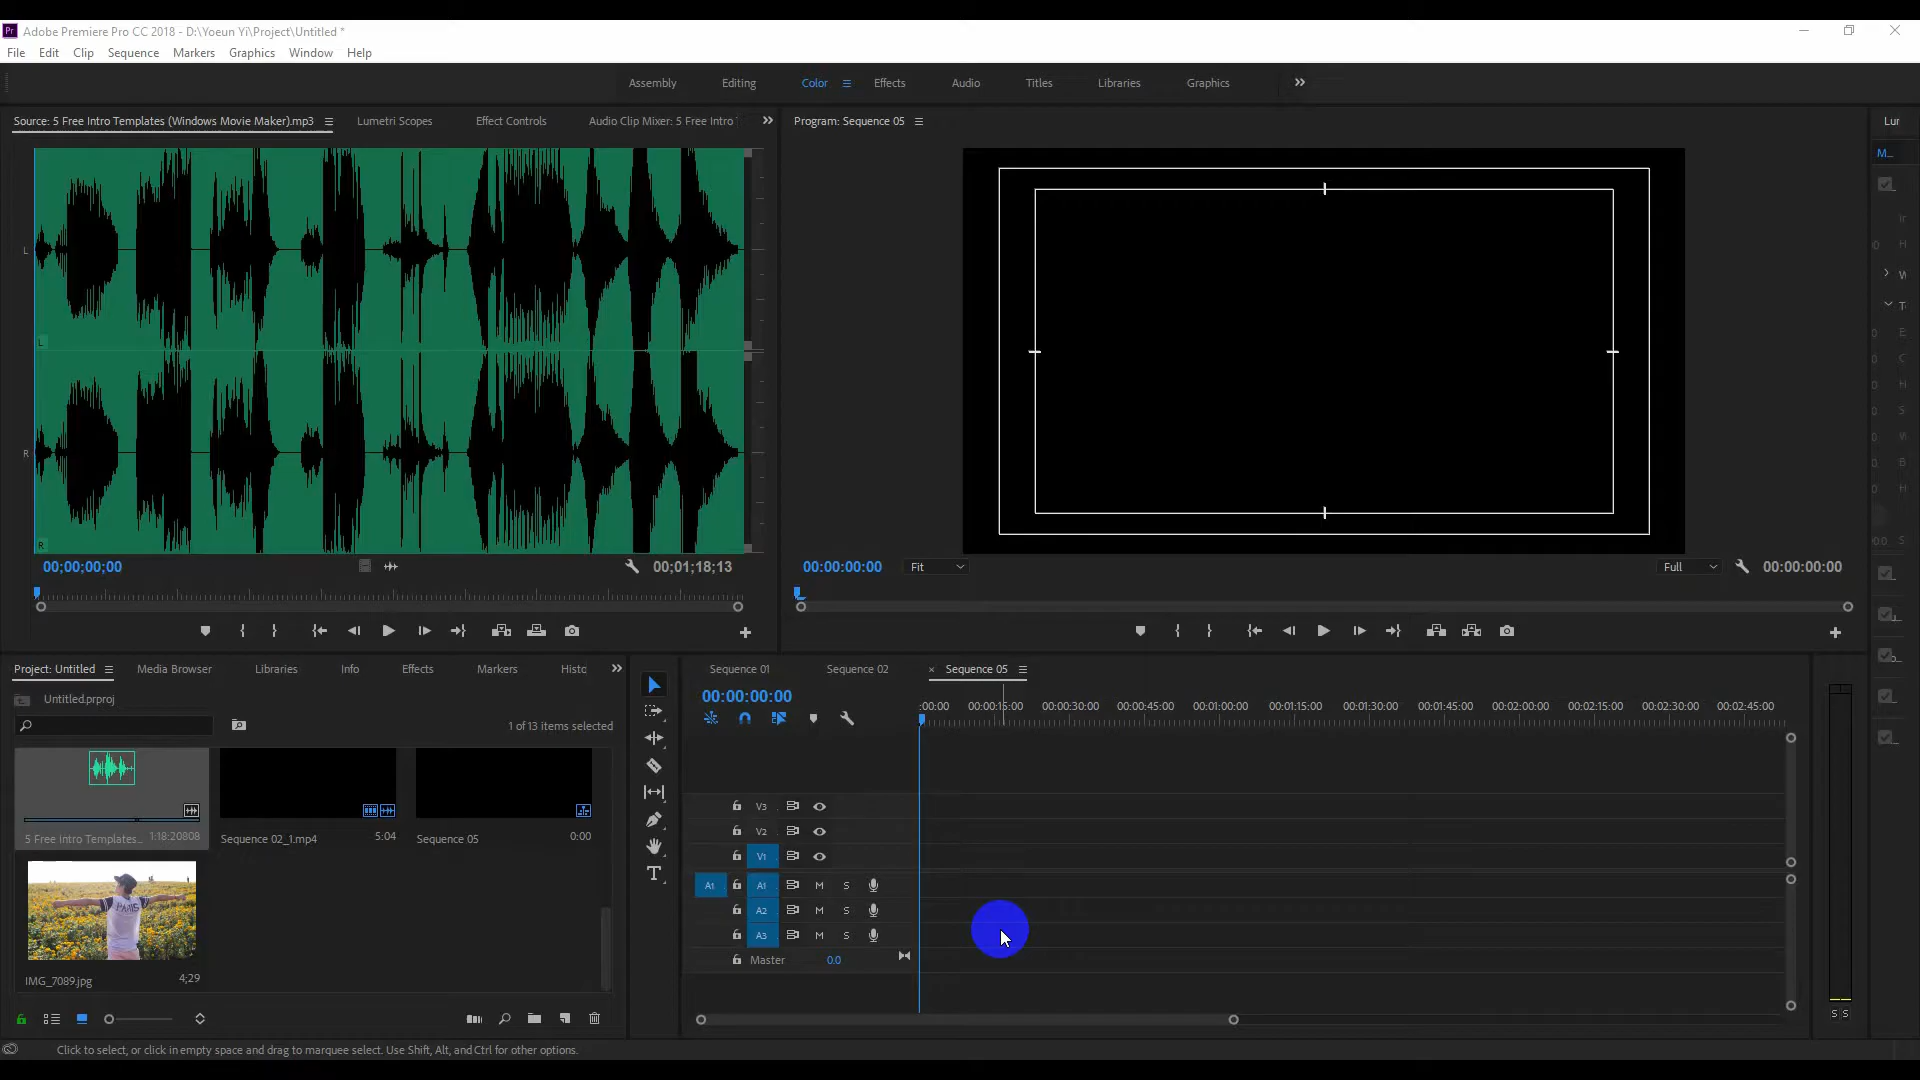 Pr Adobe Premiere Pro CC 2018 - D:\Yoeun Yi\Project\Untitled *
File Edit Clip Sequence Markers Graphics Window Help
Assembly Editing Color Effects Audio Titles Libraries Graphics
Source: 5 Free Intro Templates (Windows Movie Maker).mp3 Lumetri Scopes Effect Controls Audio Clip Mixer: 5 Free Intro
Program: Sequence 05
L
L
R
R
00;00;00;00 00;01;18;13
00:00:00:00 Fit Full 00:00:00:00
Project: Untitled Media Browser Libraries Info Effects Markers Histo
Untitled.prproj
1 of 13 items selected
5 Free Intro Templates... 1:18:20808
Sequence 02_1.mp4 5:04
Sequence 05 0:00
PARIS
IMG_7089.jpg 4;29
Sequence 01 Sequence 02 × Sequence 05
00:00:00:00
:00:00 00:00:15:00 00:00:30:00 00:00:45:00 00:01:00:00 00:01:15:00 00:01:30:00 00:01:45:00 00:02:00:00 00:02:15:00 00:02:30:00 00:02:45:00
V3
V2
V1
A1 A1 M S
A2 M S
A3 M S
Master 0.0
S S
Click to select, or click in empty space and drag to marquee select. Use Shift, Alt, and Ctrl for other options.